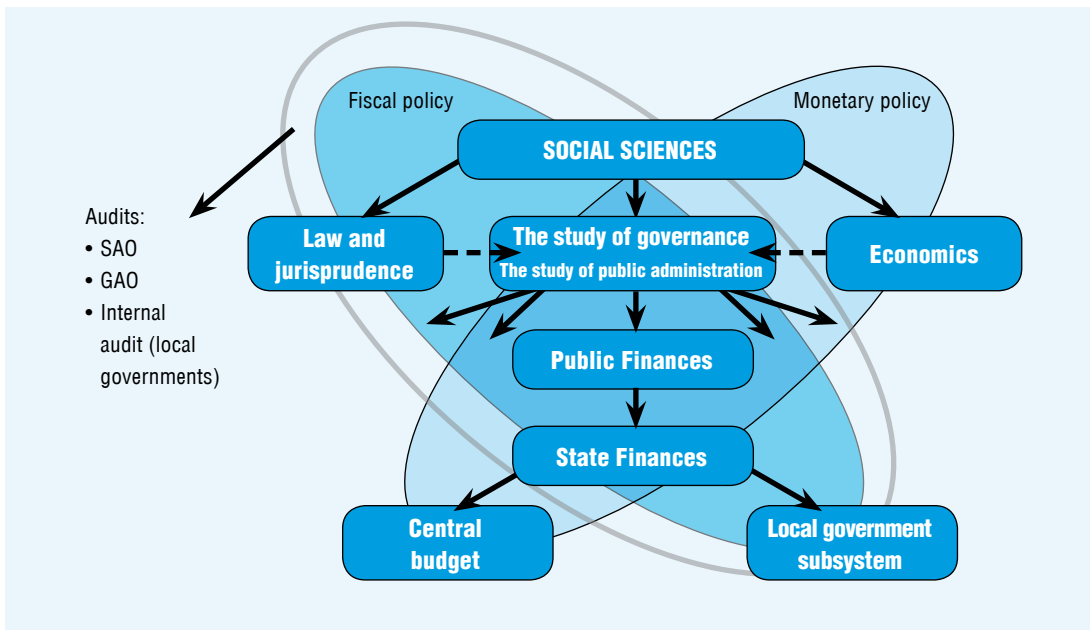 Fiscal policy
Monetary policy
SOCIAL SCIENCES
Audits:
• SAO
• GAO
• Internal
audit (local
governments)
Law and
jurisprudence
The study of governance
The study of public administration
Economics
Public Finances
State Finances
Central
budget
Local government
subsystem